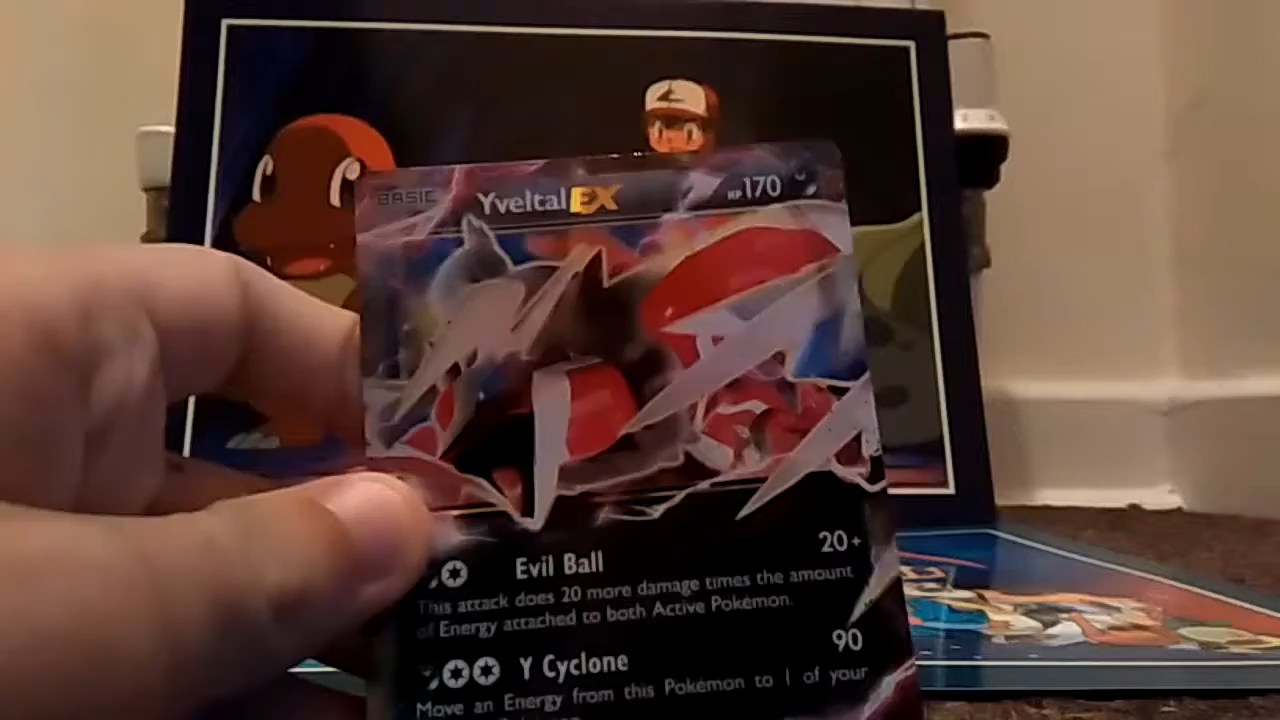 BASIC Yveltal EX HP 170
Evil Ball 20+
This attack does 20 more damage times the amount
of Energy attached to both Active Pokémon.
Y Cyclone 90
Move an Energy from this Pokémon to 1 of your